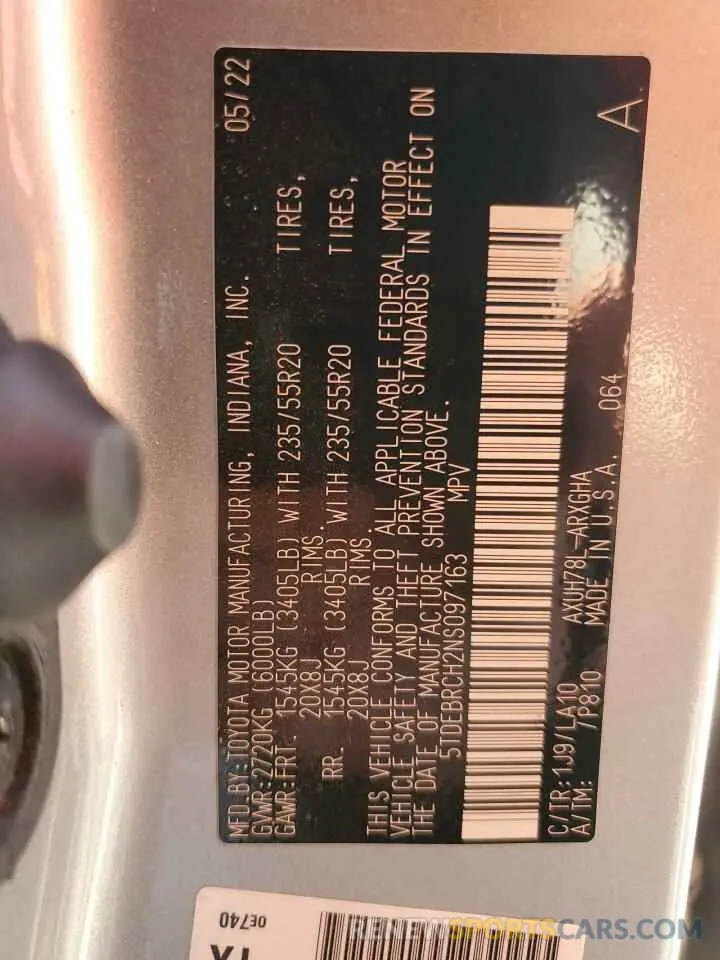 MFD.BY:TOYOTA MOTOR MANUFACTURING, INDIANA, INC. 05/22
GVWR:2720KG (6000LB)
GAWR:FRT. 1545KG (3405LB) WITH 235/55R20 TIRES,
20X8J RIMS.
RR. 1545KG (3405LB) WITH 235/55R20 TIRES,
20X8J RIMS
THIS VEHICLE CONFORMS TO ALL APPLICABLE FEDERAL MOTOR
VEHICLE SAFETY AND THEFT PREVENTION STANDARDS IN EFFECT ON
THE DATE OF MANUFACTURE SHOWN ABOVE.
5TDEBRCH2NS097163 MPV
C/TR:1J9/LA10 AXUH78L-ARXGHA
A/TM: /P810 MADE IN U.S.A. 064 A
0E740
RENEWSPORTSCARS.COM